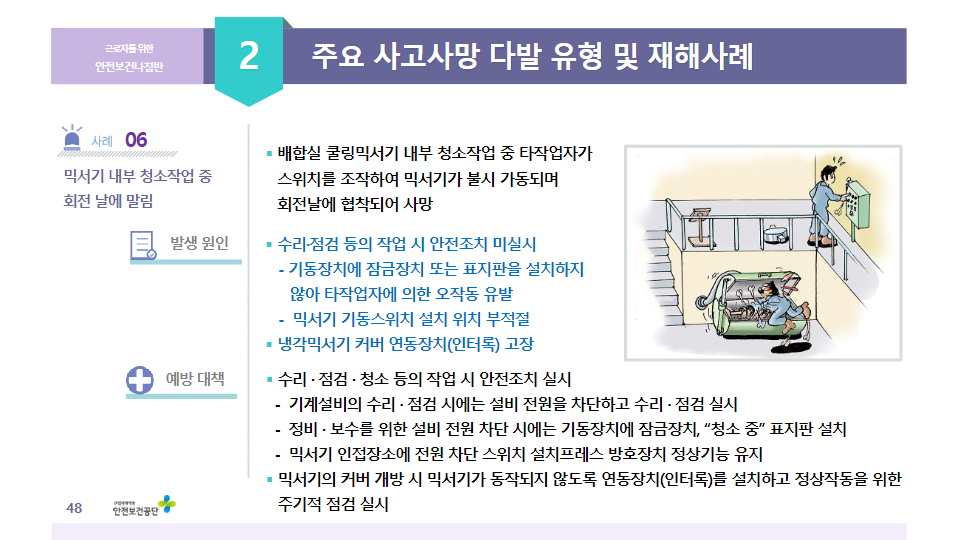 근로자를 위한
안전보건나침반
2
주요 사고사망 다발 유형 및 재해사례
사례 06
믹서기 내부 청소작업 중
회전 날에 말림
▪ 배합실 쿨링믹서기 내부 청소작업 중 타작업자가
스위치를 조작하여 믹서기가 불시 가동되며
회전날에 협착되어 사망
발생 원인
▪ 수리·점검 등의 작업 시 안전조치 미실시
- 기동장치에 잠금장치 또는 표지판을 설치하지
않아 타작업자에 의한 오작동 유발
- 믹서기 기동스위치 설치 위치 부적절
▪ 냉각믹서기 커버 연동장치(인터록) 고장
예방 대책
▪ 수리 · 점검 · 청소 등의 작업 시 안전조치 실시
- 기계설비의 수리 · 점검 시에는 설비 전원을 차단하고 수리 · 점검 실시
- 정비 · 보수를 위한 설비 전원 차단 시에는 기동장치에 잠금장치, “청소 중” 표지판 설치
- 믹서기 인접장소에 전원 차단 스위치 설치프레스 방호장치 정상기능 유지
▪ 믹서기의 커버 개방 시 믹서기가 동작되지 않도록 연동장치(인터록)를 설치하고 정상작동을 위한
주기적 점검 실시
48
산업재해예방
안전보건공단